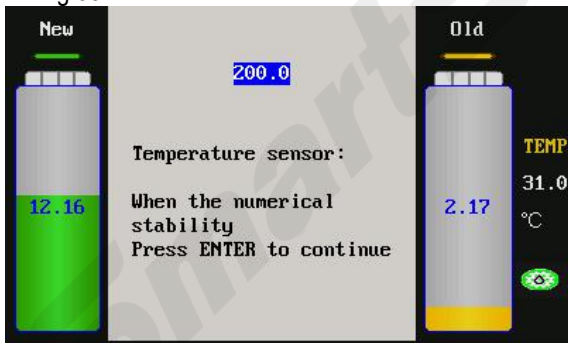 New
Old
200.0
Temperature sensor:
TEMP
31.0
°C
12.16
When the numerical
stability
Press ENTER to continue
2.17